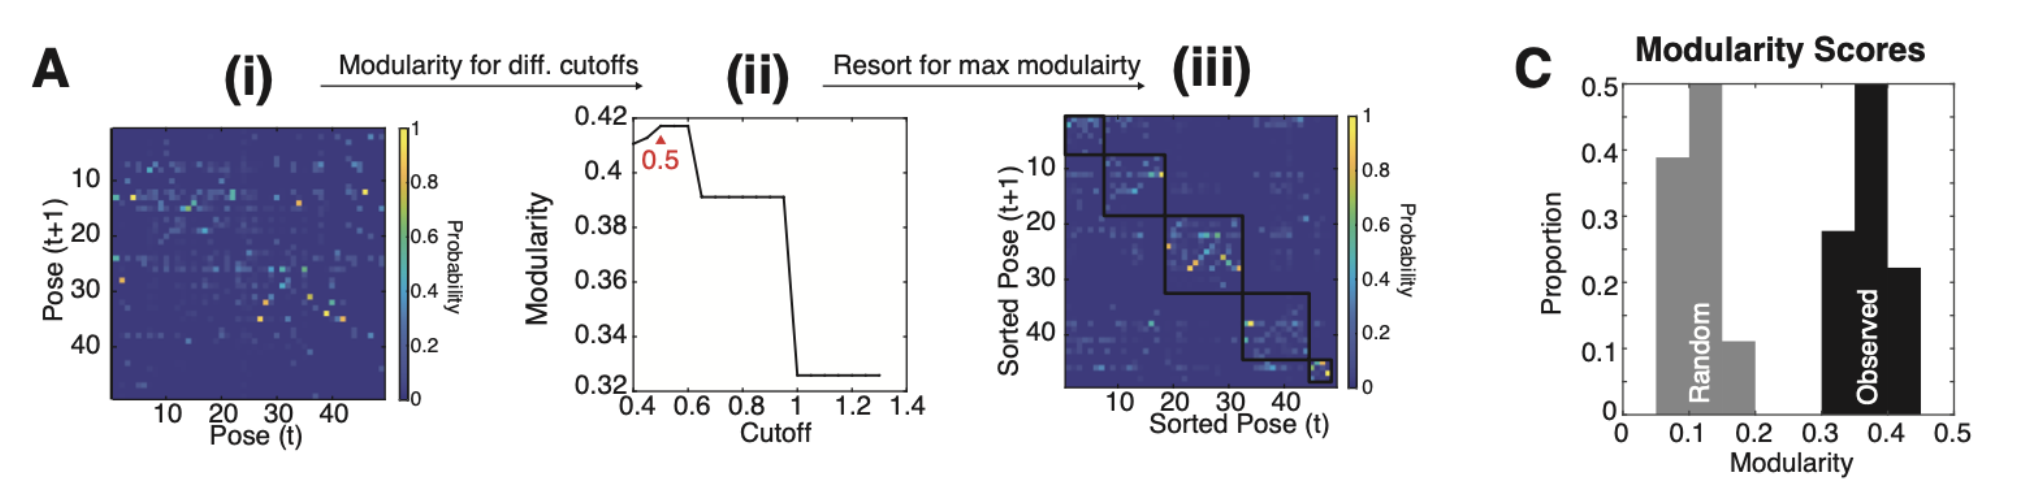 A
(i)
Modularity for diff. cutoffs
(ii)
Resort for max modulairty
(iii)
C
Modularity Scores
Pose (t+1)
10
20
30
40
10 20 30 40
Pose (t)
1
0.8
0.6
0.4
0.2
0
Probability
Modularity
0.42
0.4
0.38
0.36
0.34
0.32
0.5
0.4 0.6 0.8 1 1.2 1.4
Cutoff
Sorted Pose (t+1)
10
20
30
40
10 20 30 40
Sorted Pose (t)
1
0.8
0.6
0.4
0.2
0
Probability
Proportion
0.5
0.4
0.3
0.2
0.1
0
Random
Observed
0 0.1 0.2 0.3 0.4 0.5
Modularity